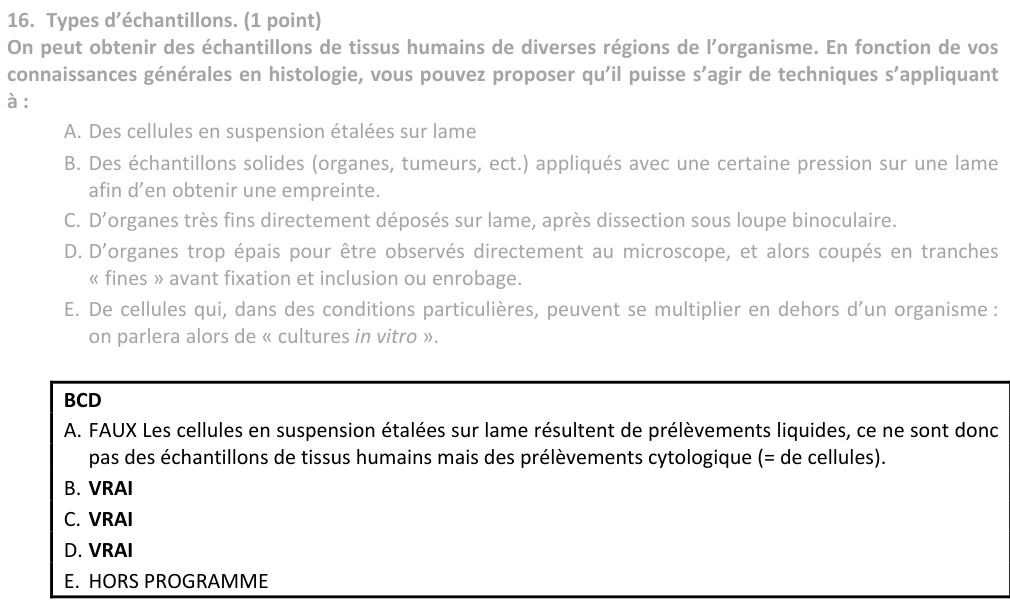 16. Types d’échantillons. (1 point)
On peut obtenir des échantillons de tissus humains de diverses régions de l’organisme. En fonction de vos
connaissances générales en histologie, vous pouvez proposer qu’il puisse s’agir de techniques s’appliquant
à :
A. Des cellules en suspension étalées sur lame
B. Des échantillons solides (organes, tumeurs, ect.) appliqués avec une certaine pression sur une lame
afin d’en obtenir une empreinte.
C. D’organes très fins directement déposés sur lame, après dissection sous loupe binoculaire.
D. D’organes trop épais pour être observés directement au microscope, et alors coupés en tranches
« fines » avant fixation et inclusion ou enrobage.
E. De cellules qui, dans des conditions particulières, peuvent se multiplier en dehors d’un organisme :
on parlera alors de « cultures in vitro ».
BCD
A. FAUX Les cellules en suspension étalées sur lame résultent de prélèvements liquides, ce ne sont donc
pas des échantillons de tissus humains mais des prélèvements cytologique (= de cellules).
B. VRAI
C. VRAI
D. VRAI
E. HORS PROGRAMME